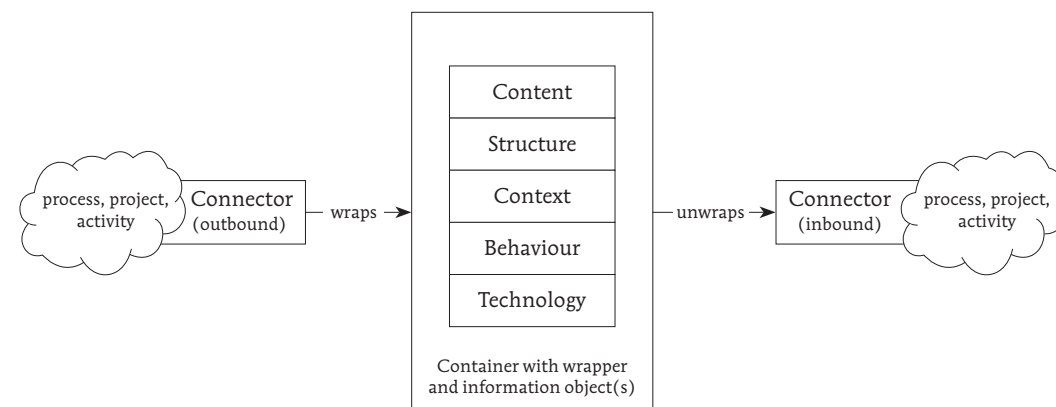 process, project,
activity
Connector
(outbound)
wraps
Content
Structure
Context
Behaviour
Technology
Container with wrapper
and information object(s)
unwraps
Connector
(inbound)
process, project,
activity